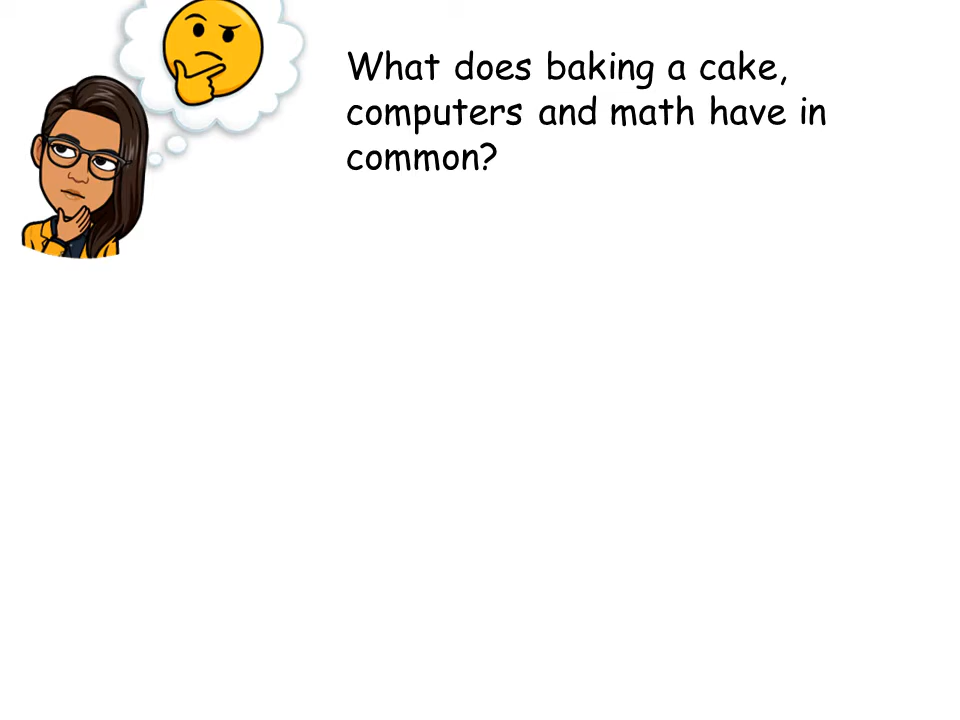 What does baking a cake,
computers and math have in
common?